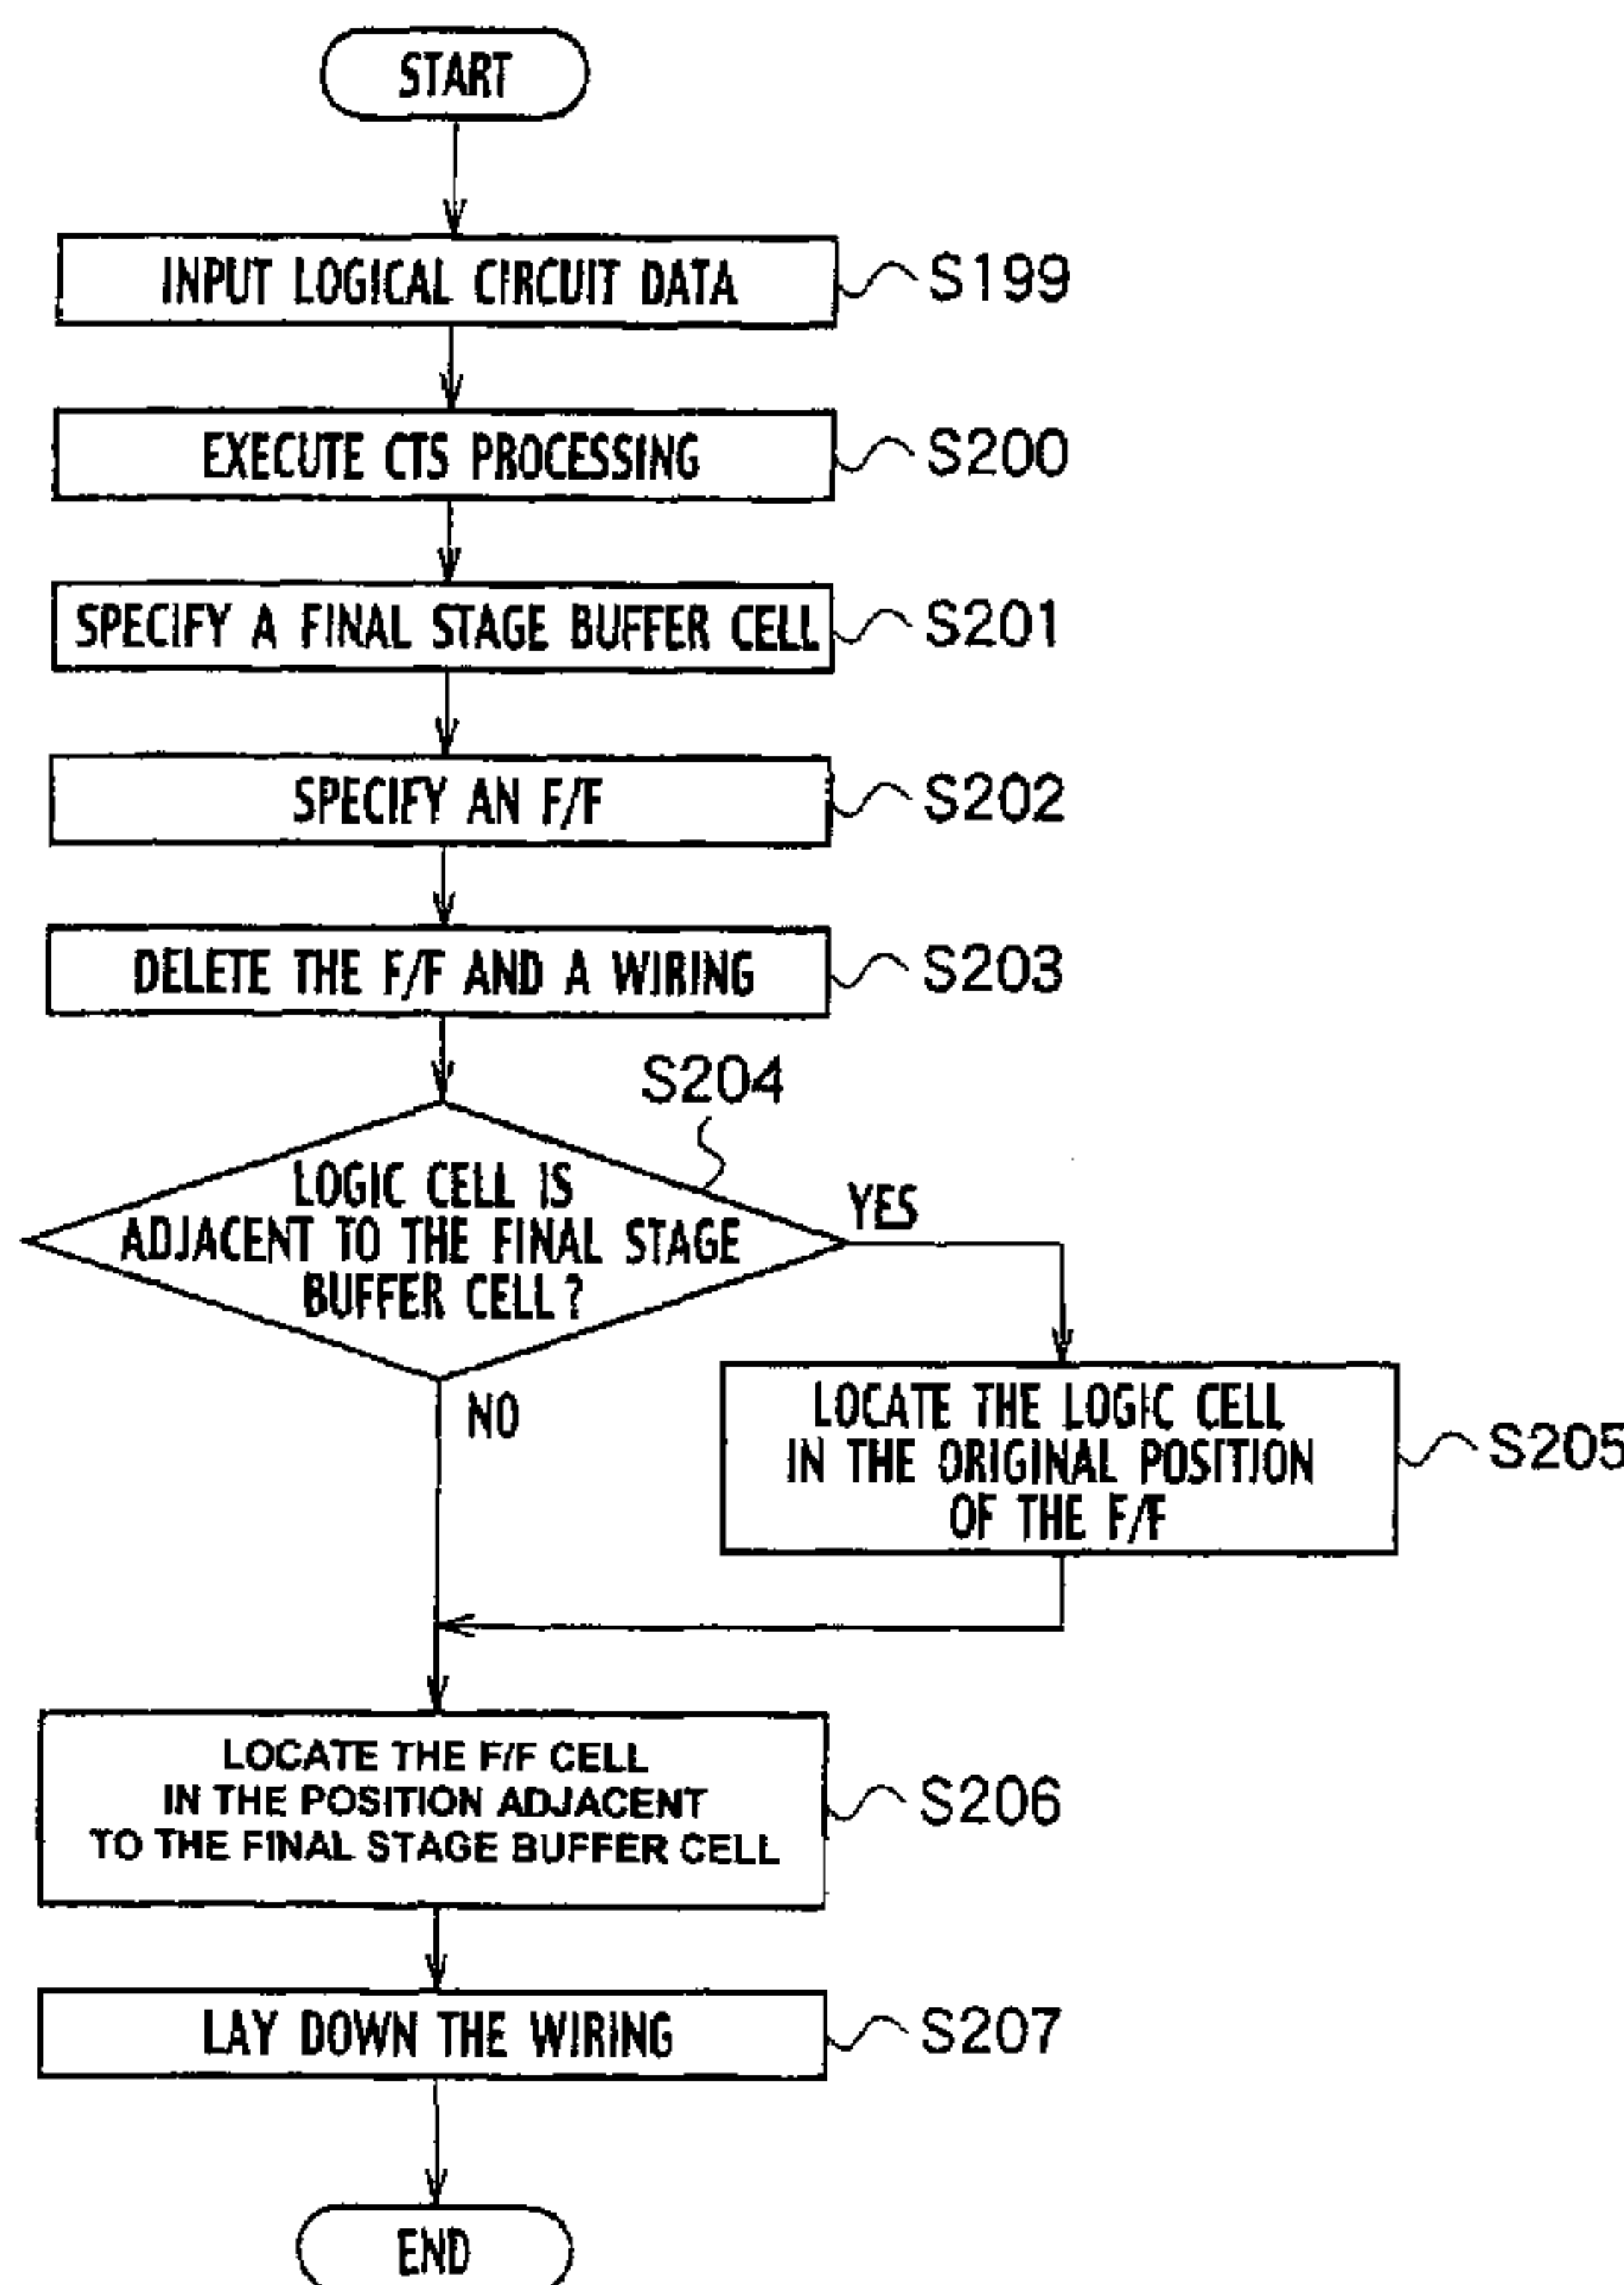 START
INPUT LOGICAL CIRCUIT DATA
S199
EXECUTE CTS PROCESSING
S200
SPECIFY A FINAL STAGE BUFFER CELL
S201
SPECIFY AN F/F
S202
DELETE THE F/F AND A WIRING
S203
S204
LOGIC CELL IS
ADJACENT TO THE FINAL STAGE
BUFFER CELL?
YES
NO
LOCATE THE LOGIC CELL
IN THE ORIGINAL POSITION
OF THE F/F
S205
LOCATE THE F/F CELL
IN THE POSITION ADJACENT
TO THE FINAL STAGE BUFFER CELL
S206
LAY DOWN THE WIRING
S207
END